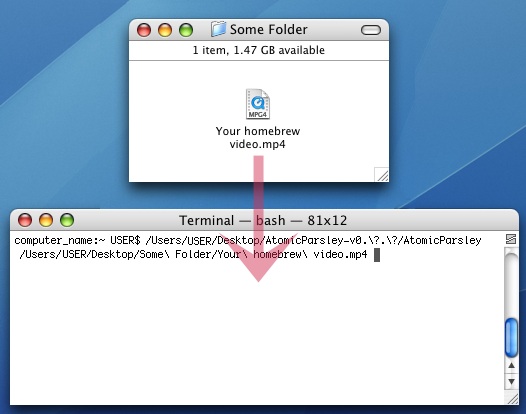 Some Folder
1 item, 1.47 GB available
MPG4
Your homebrew
video.mp4
Terminal — bash — 81x12
computer_name:~ USER$ /Users/USER/Desktop/AtomicParsley-v0.\?.\?/AtomicParsley
/Users/USER/Desktop/Some\ Folder/Your\ homebrew\ video.mp4